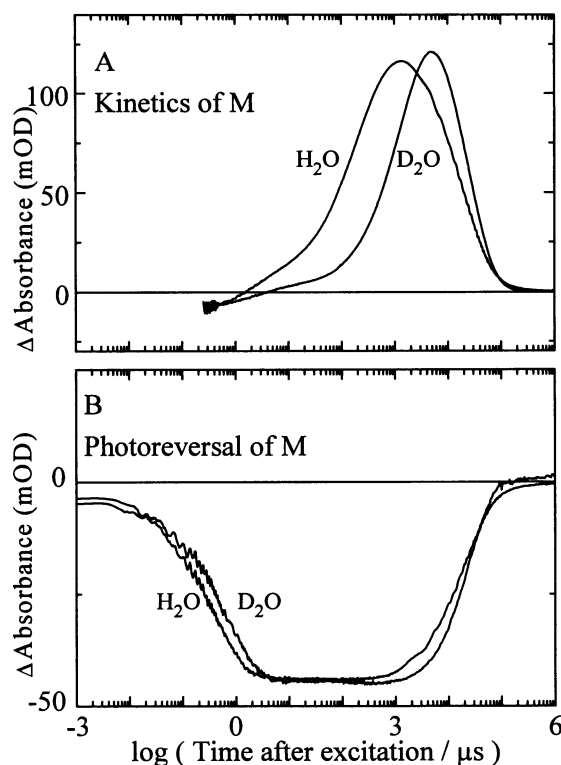 A
Kinetics of M
H₂O
D₂O
ΔAbsorbance (mOD)
100
50
0
B
Photoreversal of M
H₂O
D₂O
ΔAbsorbance (mOD)
0
-50
-3 0 3 6
log ( Time after excitation / μs )